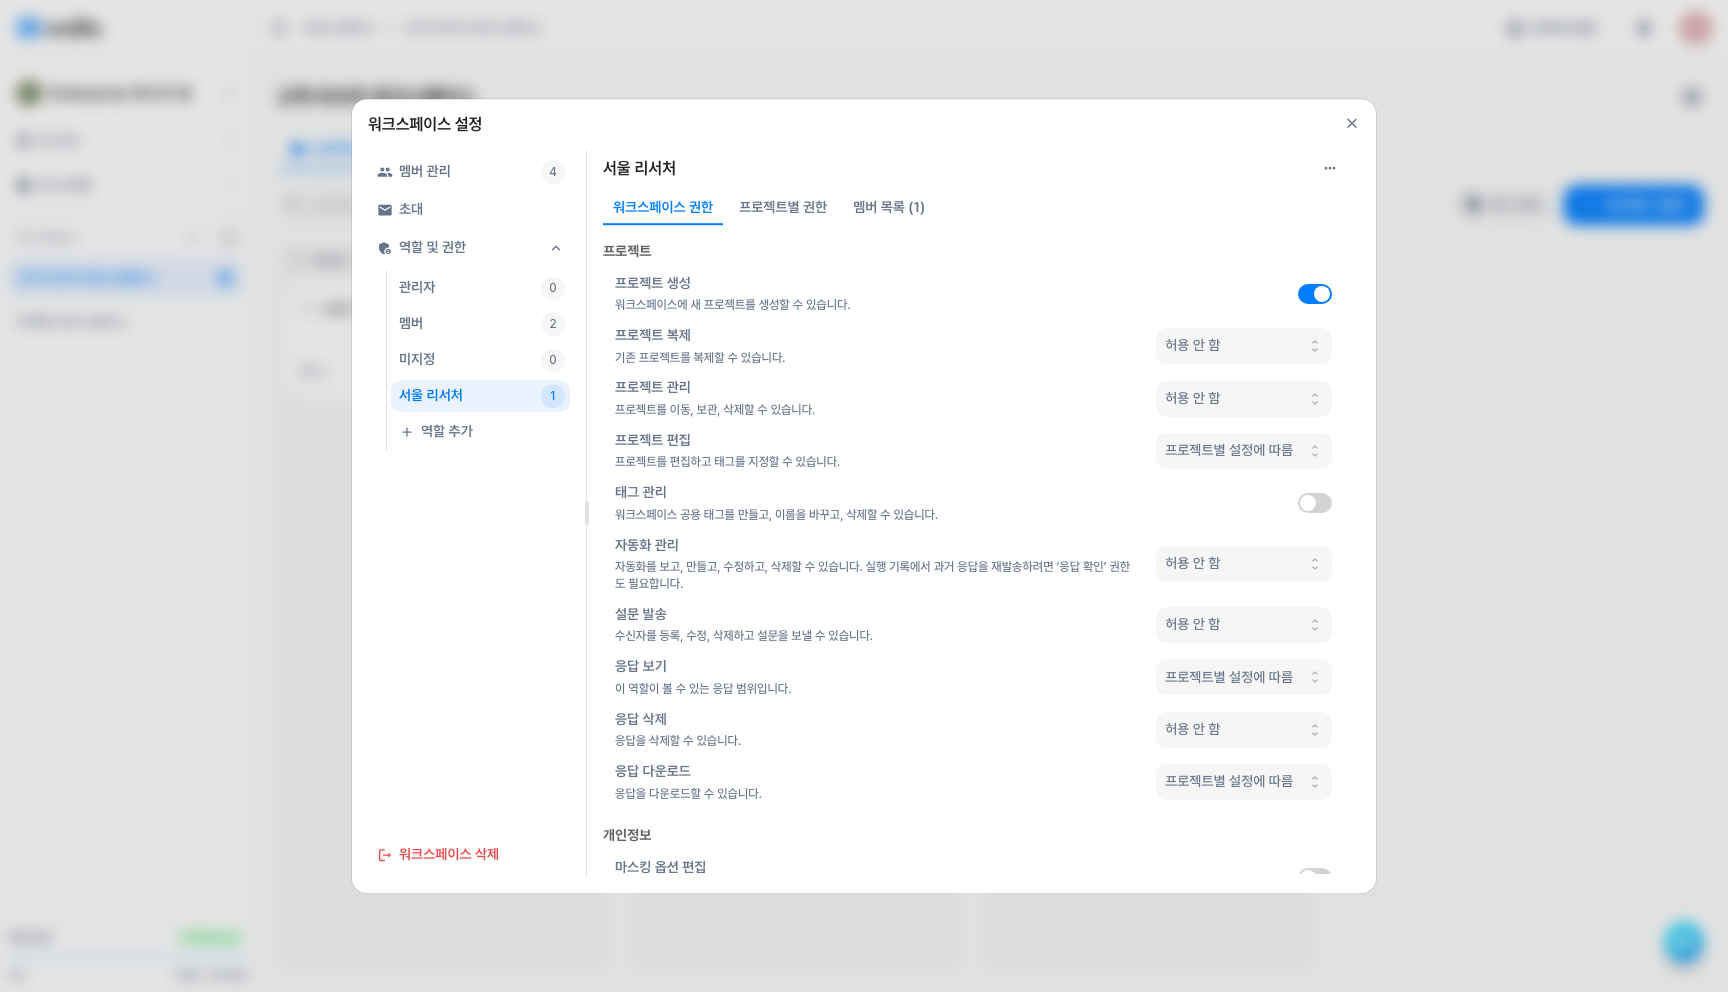 워크스페이스 설정
멤버 관리
4
초대
역할 및 권한
관리자
0
멤버
2
미지정
0
서울 리서처
1
역할 추가
워크스페이스 삭제
서울 리서처
워크스페이스 권한
프로젝트별 권한
멤버 목록 (1)
프로젝트
프로젝트 생성
워크스페이스에 새 프로젝트를 생성할 수 있습니다.
프로젝트 복제
기존 프로젝트를 복제할 수 있습니다.
허용 안 함
프로젝트 관리
프로젝트를 이동, 보관, 삭제할 수 있습니다.
허용 안 함
프로젝트 편집
프로젝트를 편집하고 태그를 지정할 수 있습니다.
프로젝트별 설정에 따름
태그 관리
워크스페이스 공용 태그를 만들고, 이름을 바꾸고, 삭제할 수 있습니다.
자동화 관리
자동화를 보고, 만들고, 수정하고, 삭제할 수 있습니다. 실행 기록에서 과거 응답을 재발송하려면 ‘응답 확인’ 권한
도 필요합니다.
허용 안 함
설문 발송
수신자를 등록, 수정, 삭제하고 설문을 보낼 수 있습니다.
허용 안 함
응답 보기
이 역할이 볼 수 있는 응답 범위입니다.
프로젝트별 설정에 따름
응답 삭제
응답을 삭제할 수 있습니다.
허용 안 함
응답 다운로드
응답을 다운로드할 수 있습니다.
프로젝트별 설정에 따름
개인정보
마스킹 옵션 편집